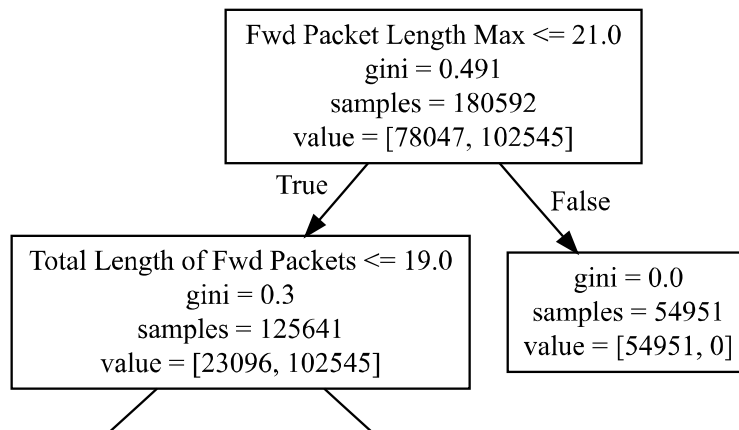 Fwd Packet Length Max <= 21.0
gini = 0.491
samples = 180592
value = [78047, 102545]
True
False
Total Length of Fwd Packets <= 19.0
gini = 0.3
samples = 125641
value = [23096, 102545]
gini = 0.0
samples = 54951
value = [54951, 0]